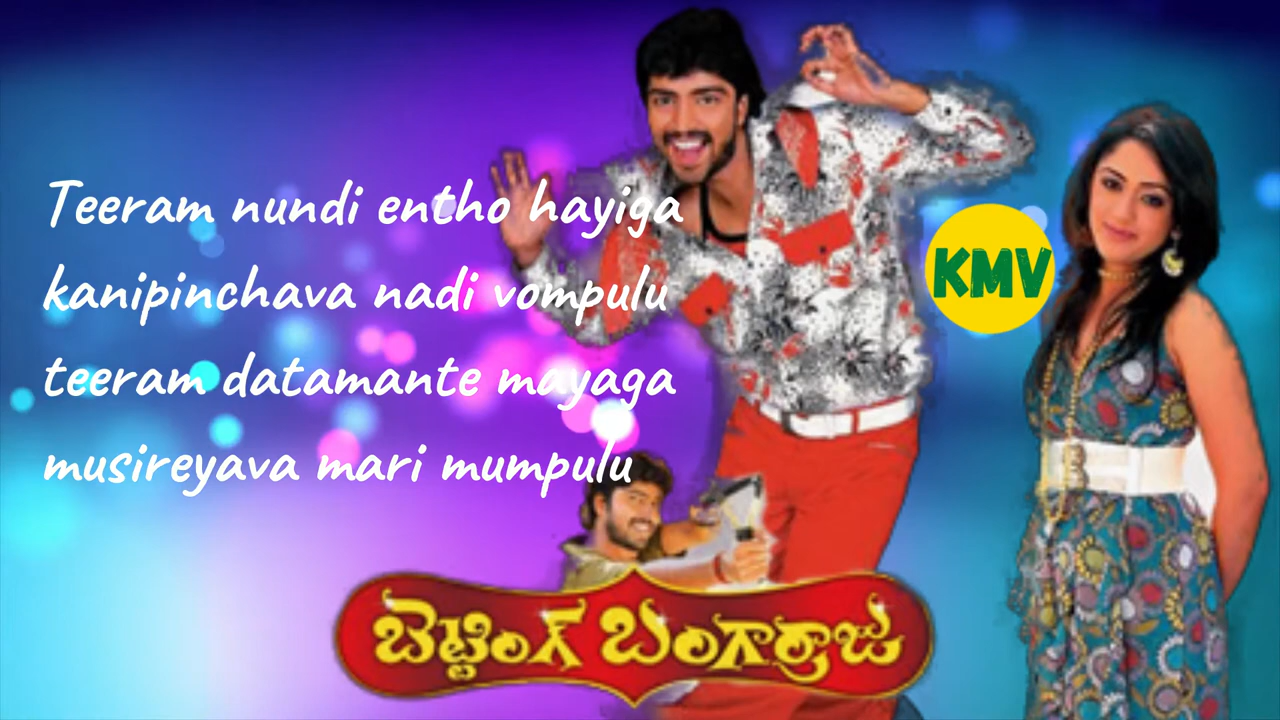 Teeram nundi entho hayiga
kanipinchava nadi vompulu
teeram datamante mayaga
musireyava mari mumpulu
KMV
బెట్టింగ్ బంగార్రాజు